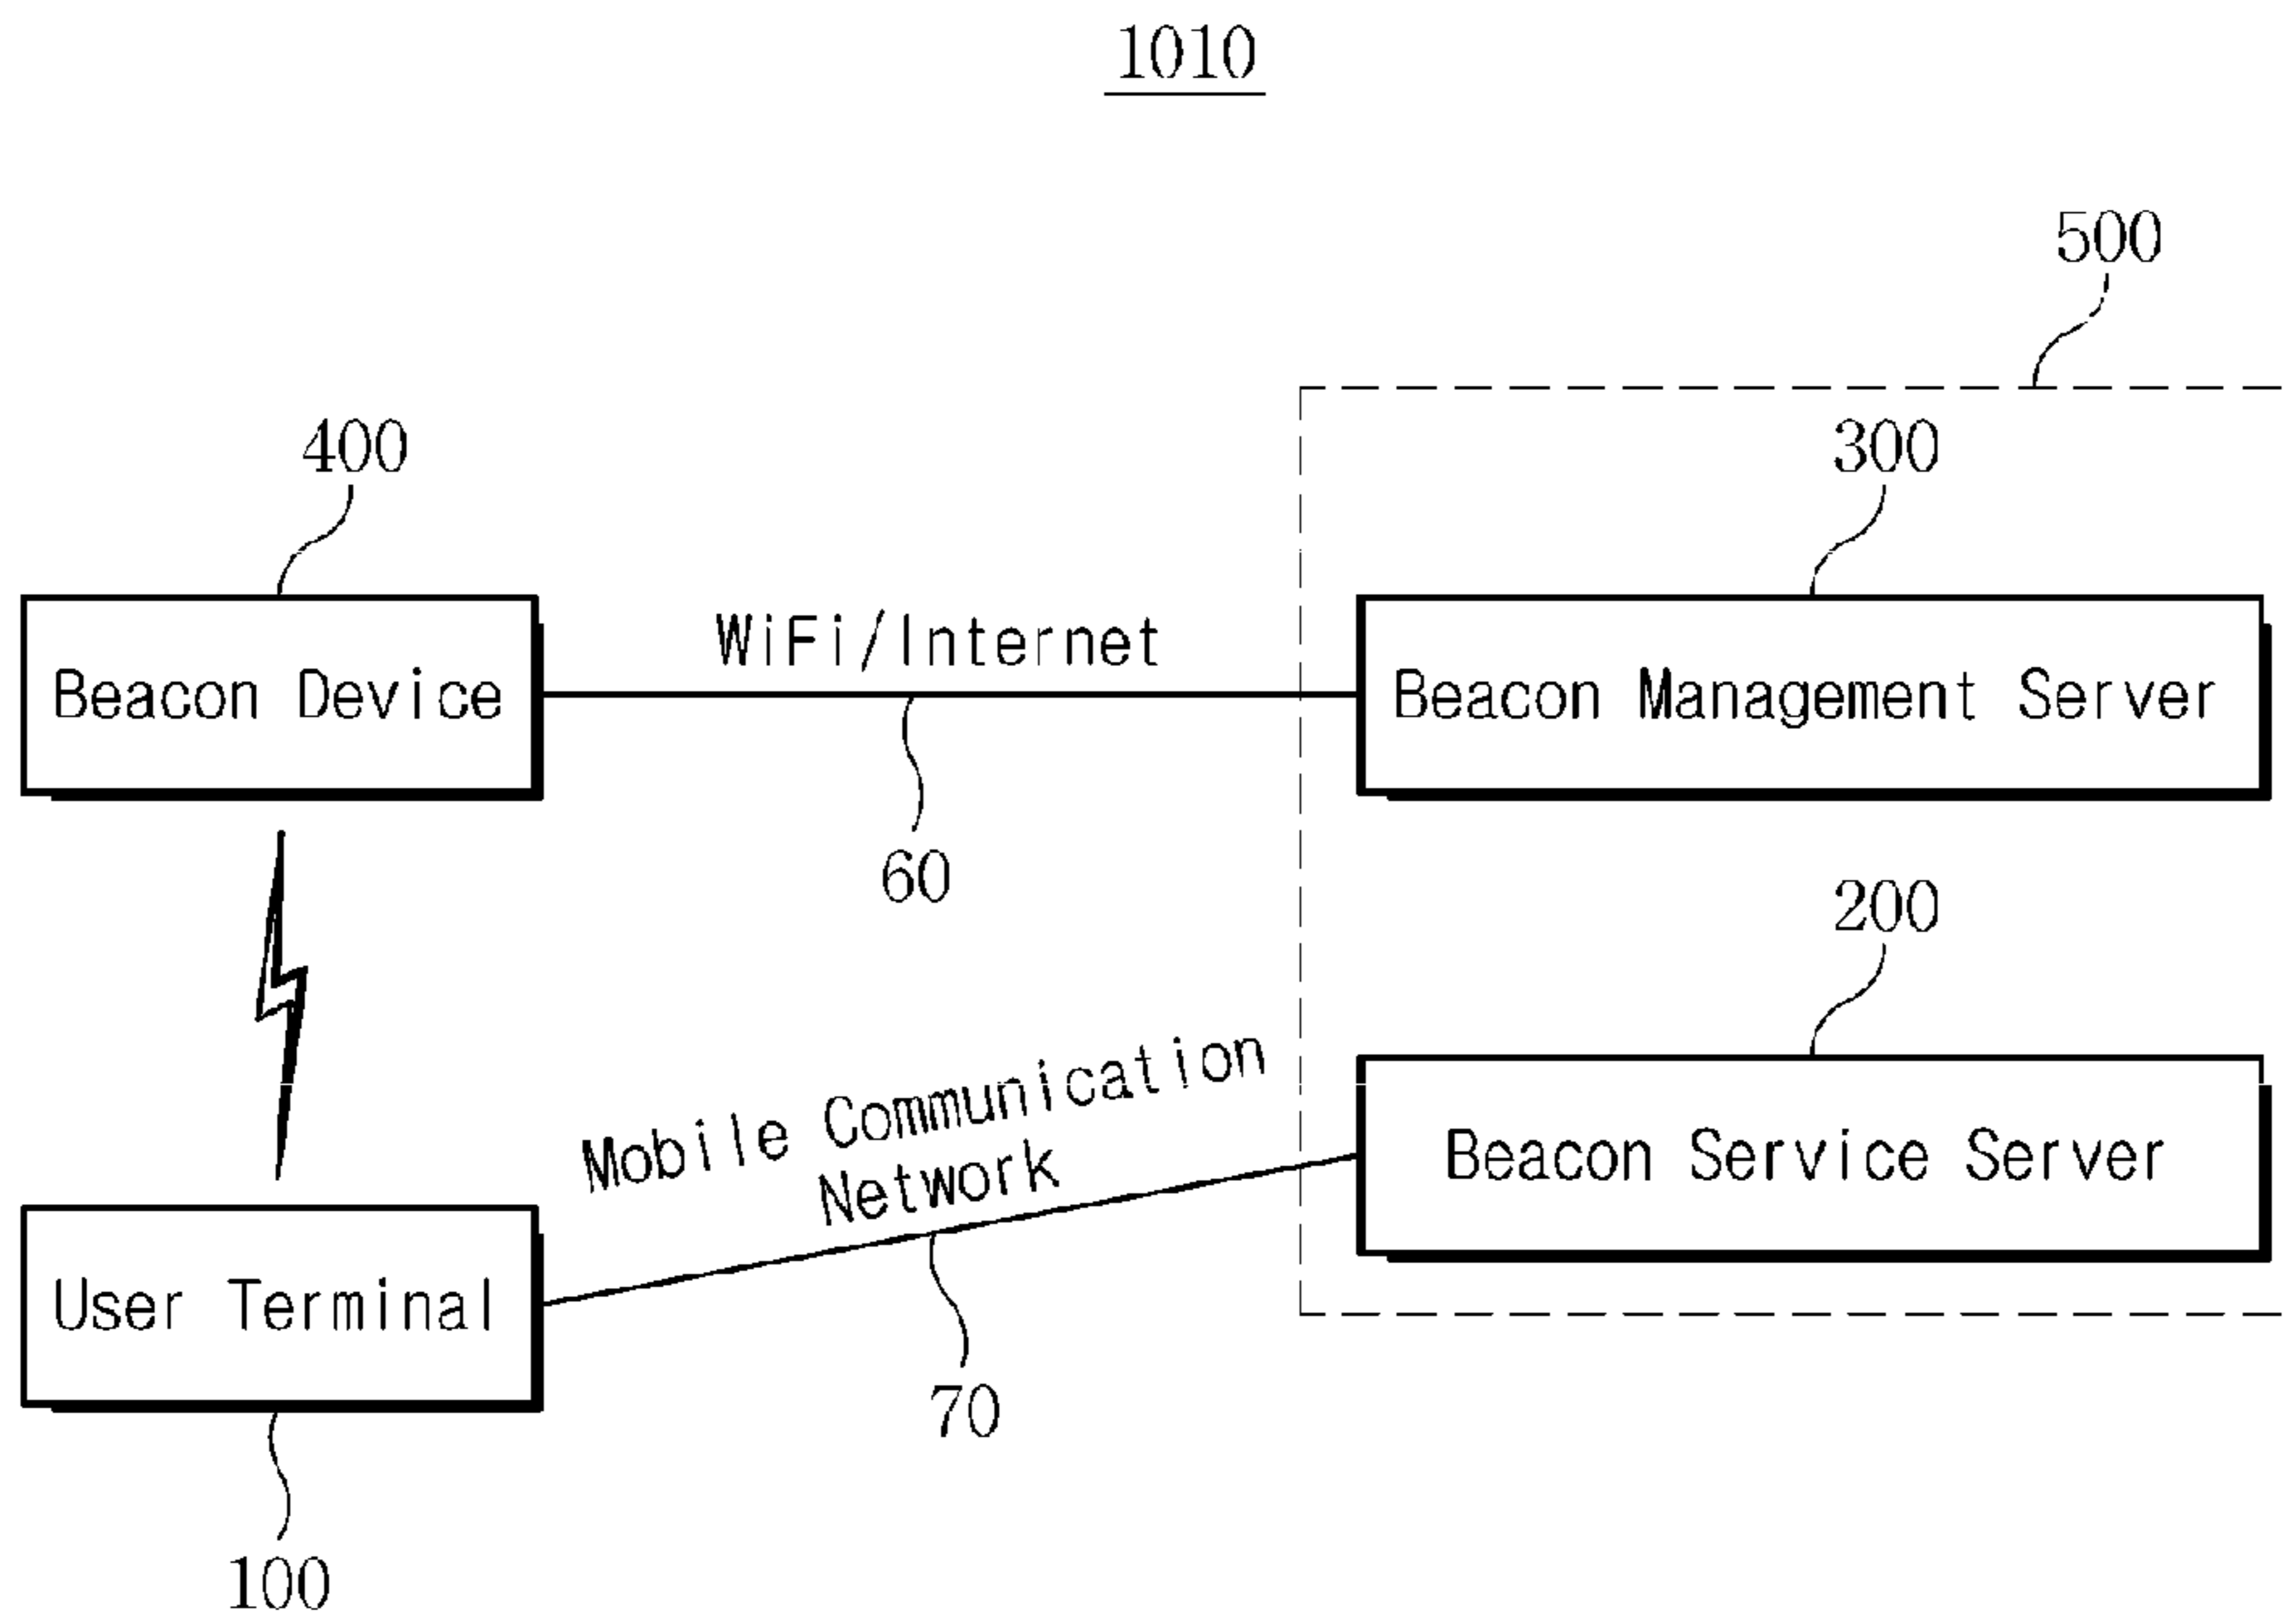 1010
500
400
300
WiFi/Internet
Beacon Device
Beacon Management Server
60
200
Mobile Communication
Network
Beacon Service Server
User Terminal
70
100